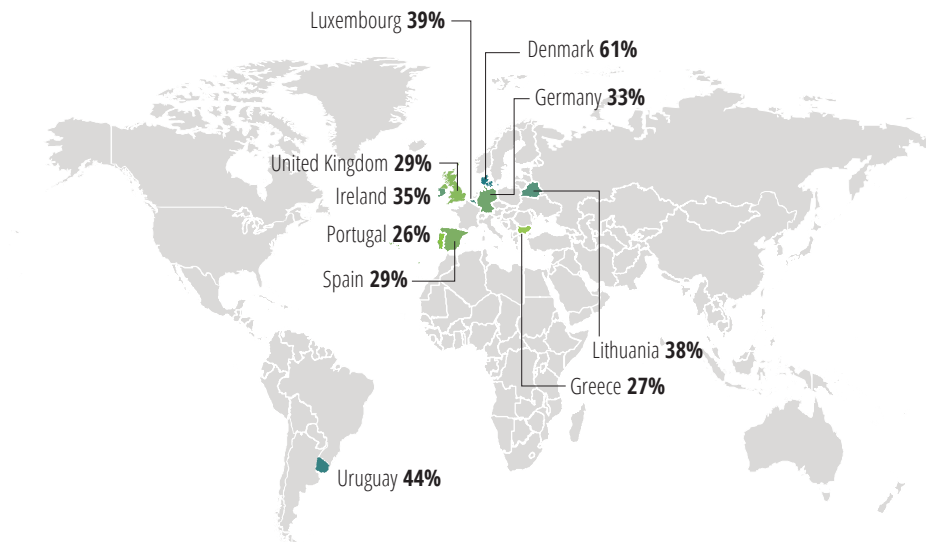 Luxembourg 39%
Denmark 61%
Germany 33%
United Kingdom 29%
Ireland 35%
Portugal 26%
Spain 29%
Lithuania 38%
Greece 27%
Uruguay 44%